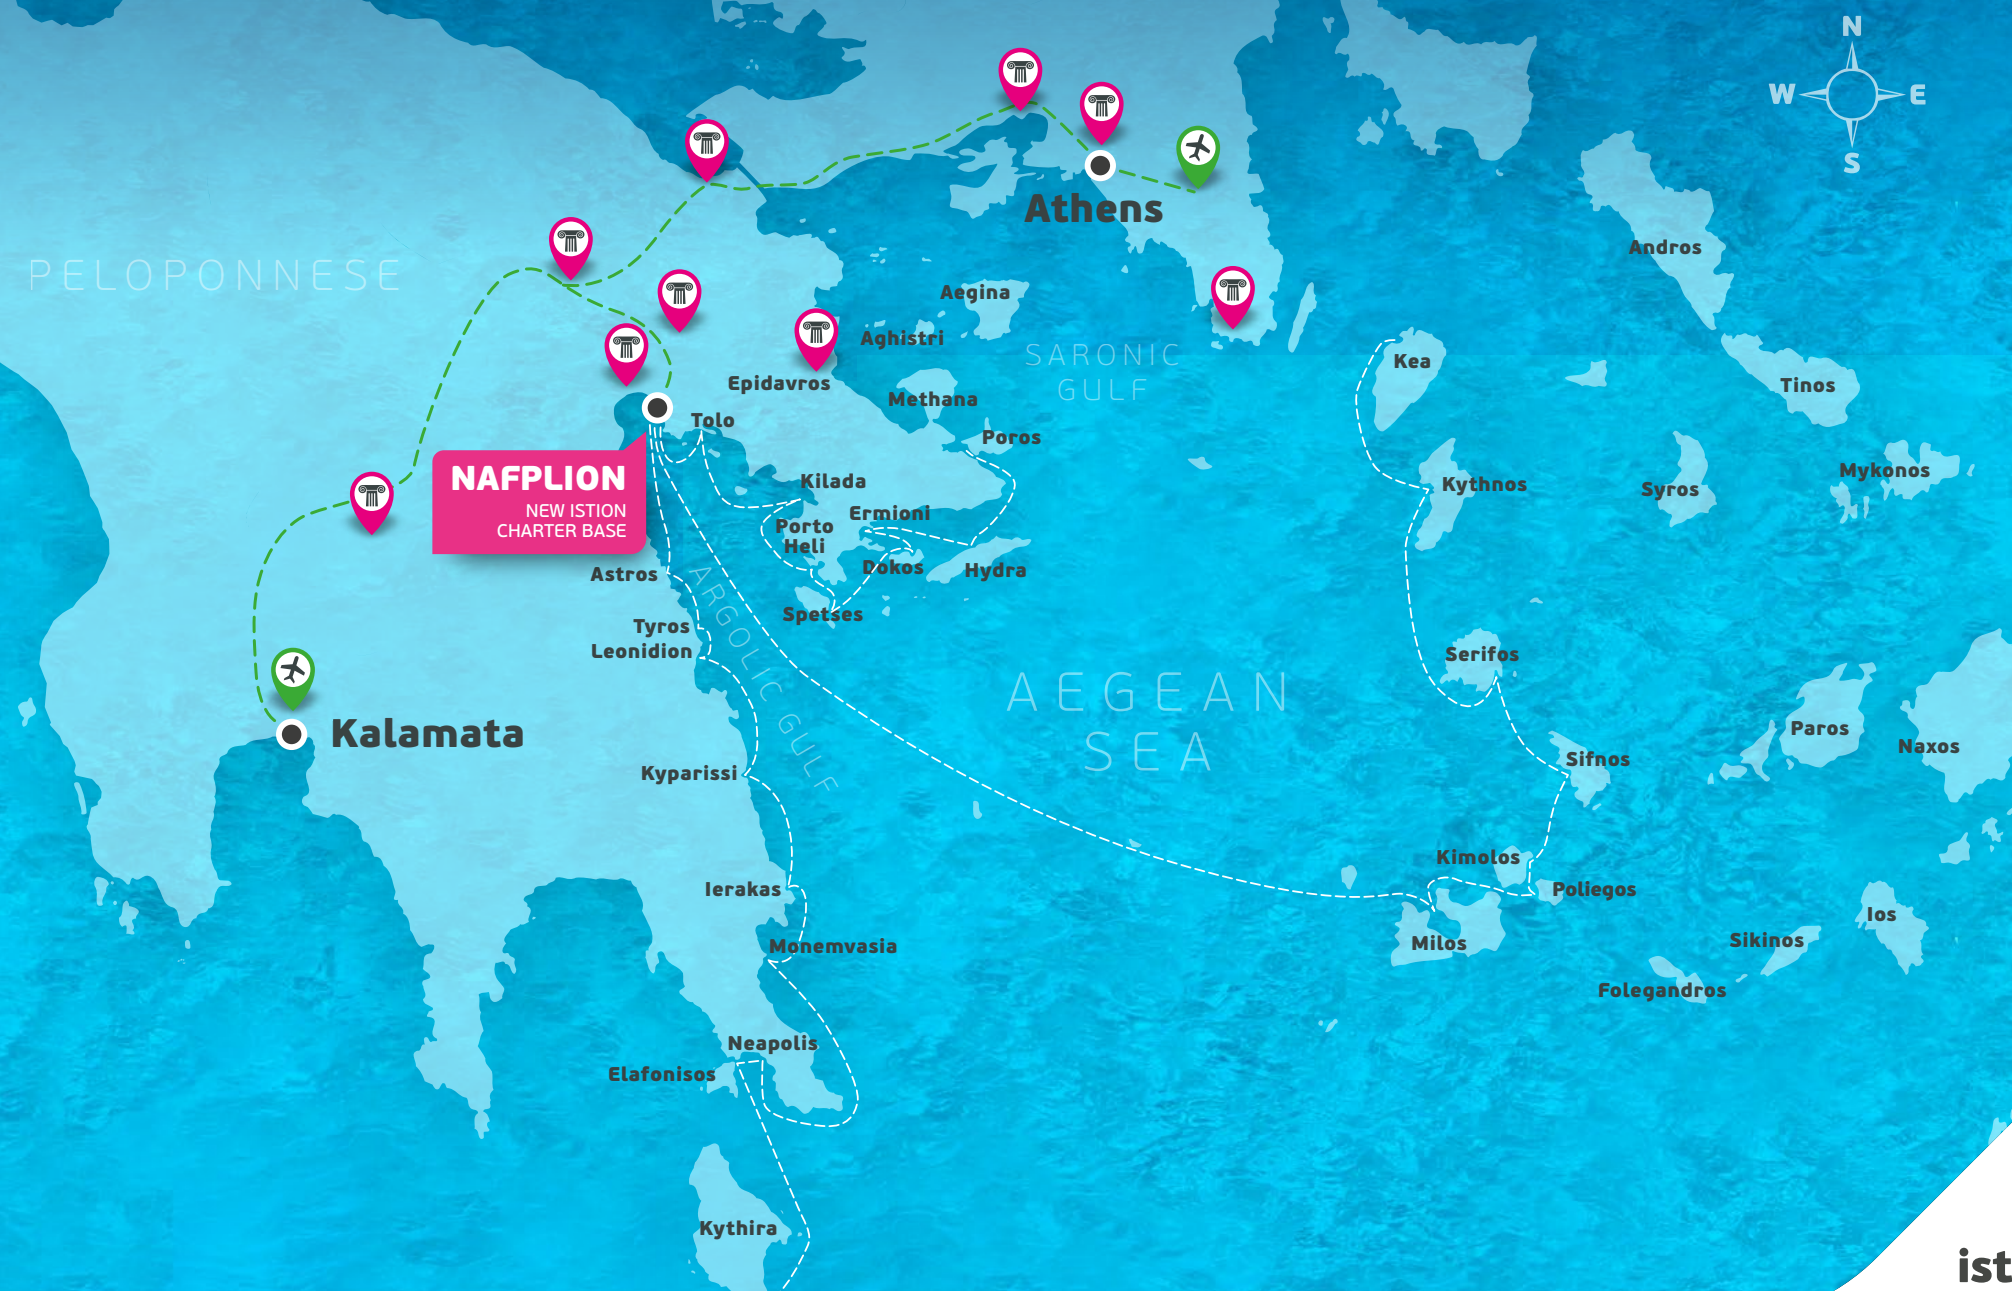 N
W
E
S
Athens
PELOPONNESE
Andros
Aegina
Aghistri
SARONIC
GULF
Kea
Epidavros
Methana
Tinos
Tolo
Poros
NAFPLION
NEW ISTION
CHARTER BASE
Kilada
Kythnos
Syros
Mykonos
Ermioni
Porto
Heli
Dokos
Hydra
Astros
Spetses
Tyros
Leonidion
ARGOLIC GULF
Serifos
AEGEAN
SEA
Kalamata
Paros
Naxos
Sifnos
Kyparissi
Kimolos
Ierakas
Poliegos
Milos
Ios
Sikinos
Monemvasia
Folegandros
Neapolis
Elafonisos
Kythira
ist